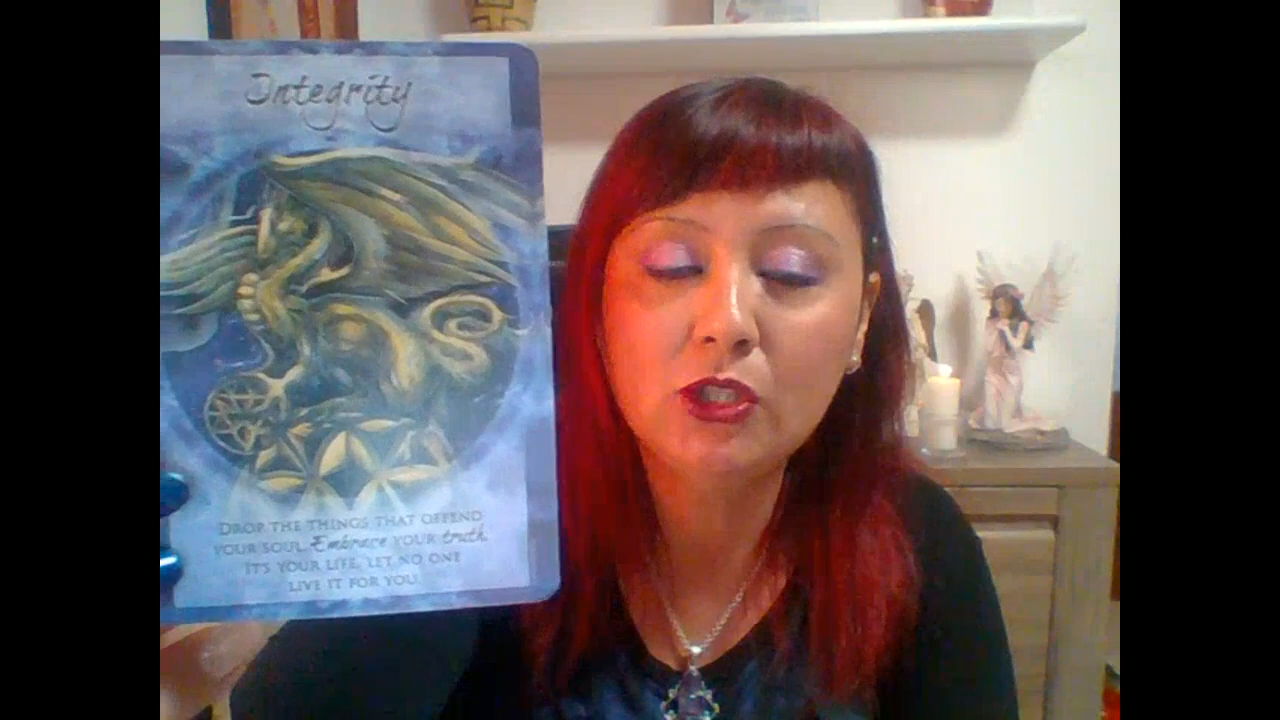 Integrity
DROP THE THINGS THAT OFFEND
YOUR SOUL. Embrace YOUR truth.
IT'S YOUR LIFE, LET NO ONE
LIVE IT FOR YOU.